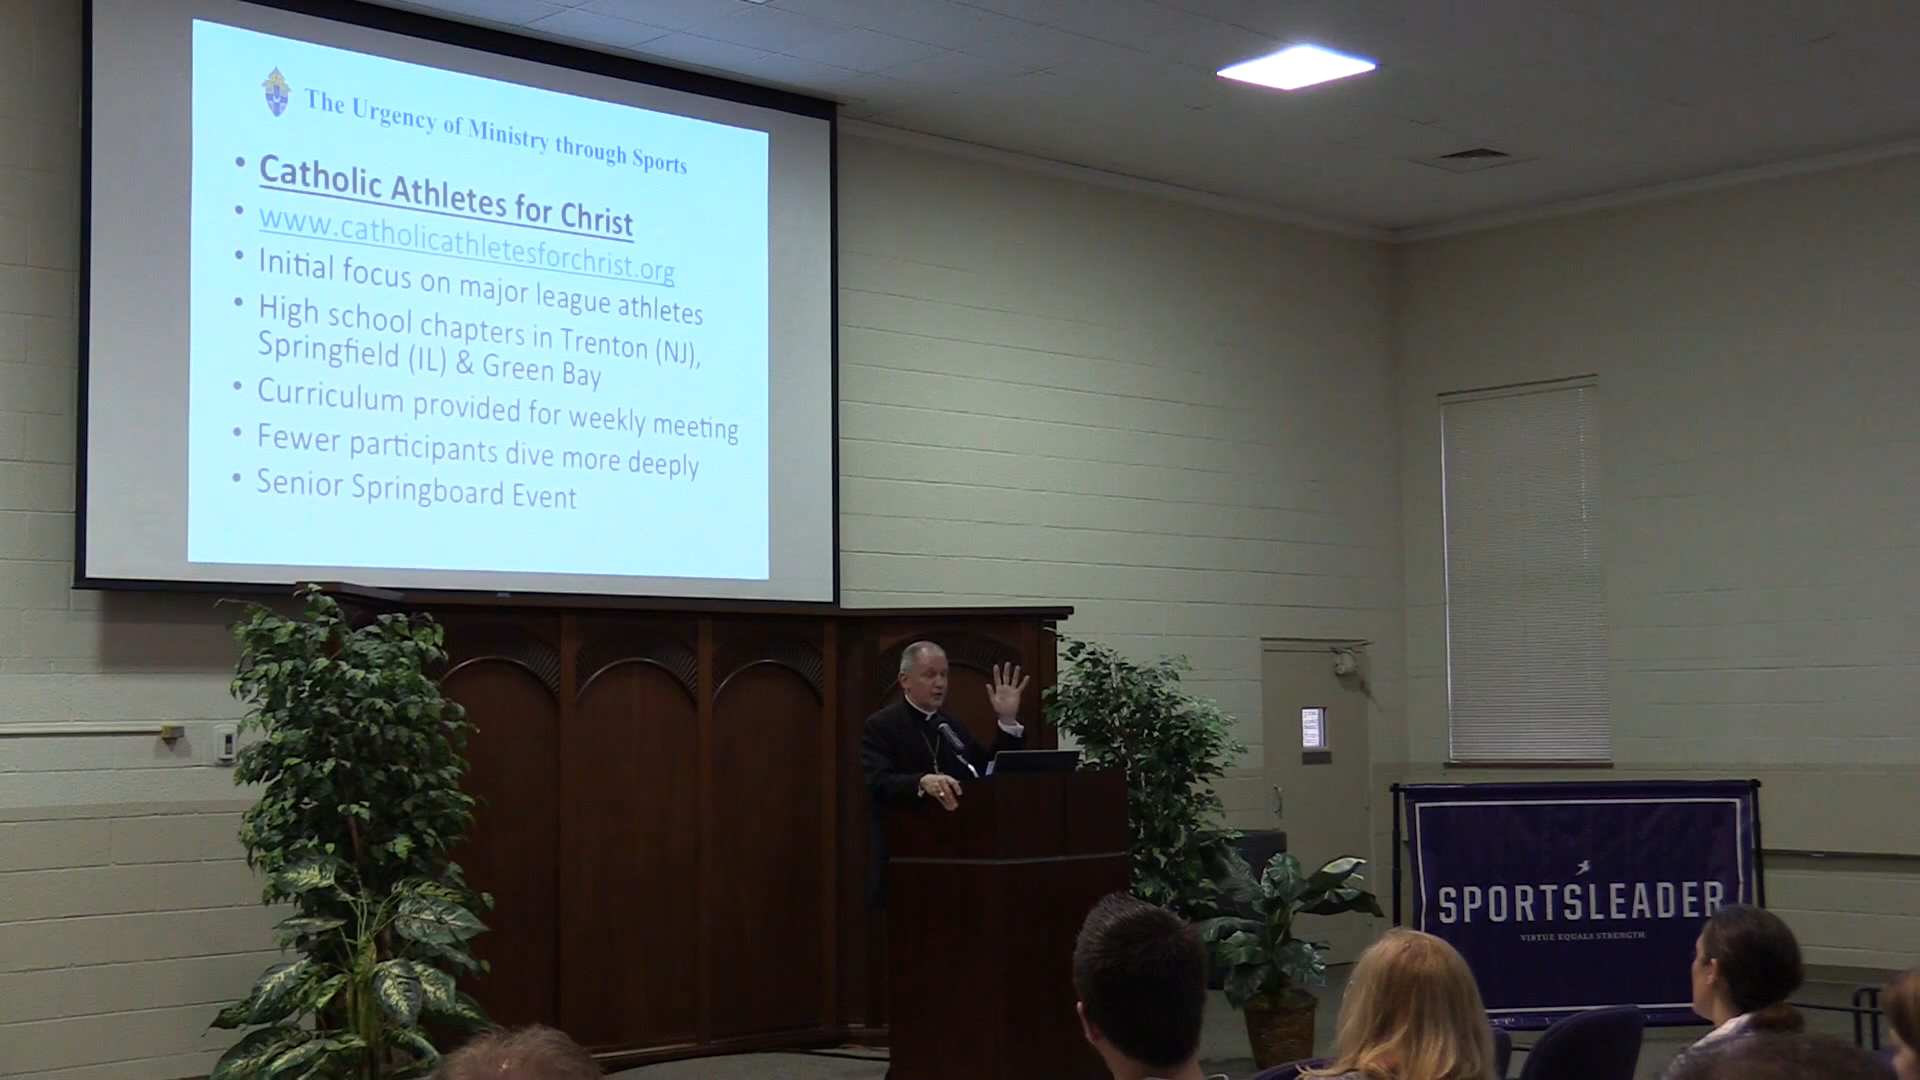 The Urgency of Ministry through Sports
• Catholic Athletes for Christ
• www.catholicathletesforchrist.org
• Initial focus on major league athletes
• High school chapters in Trenton (NJ),
Springfield (IL) & Green Bay
• Curriculum provided for weekly meeting
• Fewer participants dive more deeply
• Senior Springboard Event
SPORTSLEADER
VIRTUE EQUALS STRENGTH